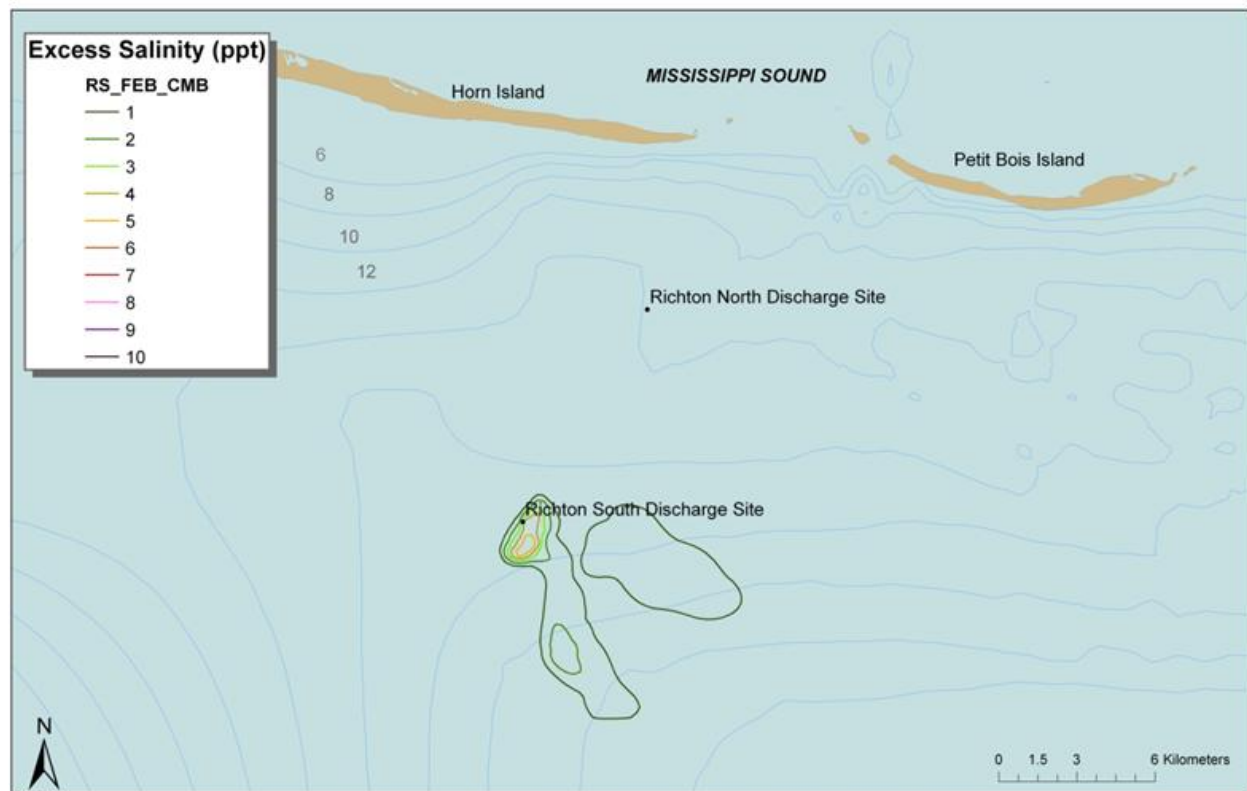 Excess Salinity (ppt)
RS_FEB_CMB
1
2
3
4
5
6
7
8
9
10
MISSISSIPPI SOUND
Horn Island
Petit Bois Island
6
8
10
12
Richton North Discharge Site
Richton South Discharge Site
N
0 1.5 3 6 Kilometers